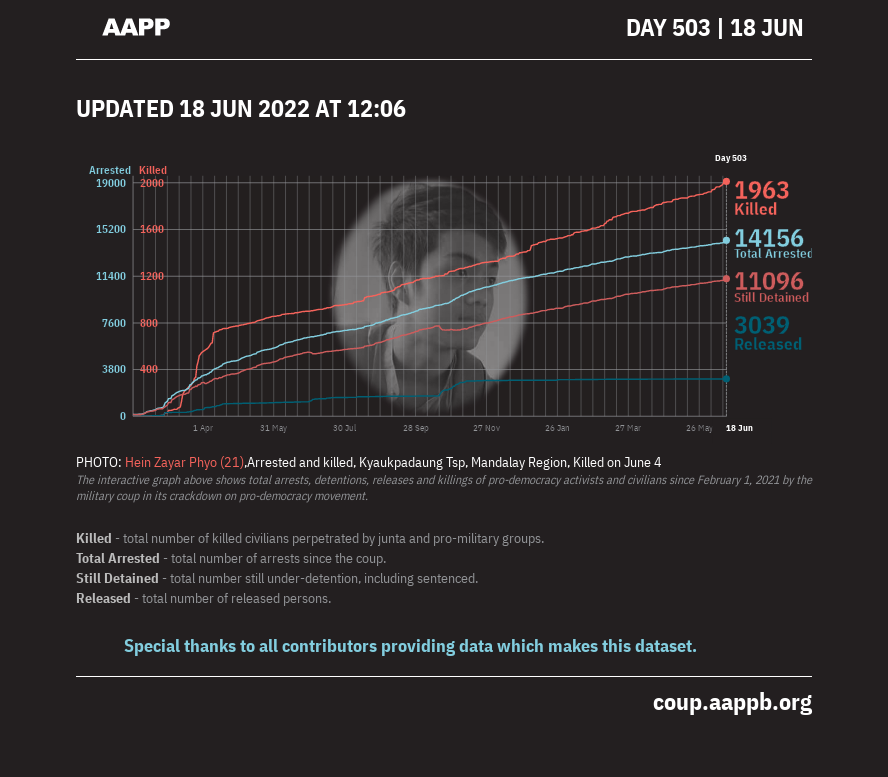 AAPP
DAY 503 | 18 JUN
UPDATED 18 JUN 2022 AT 12:06
Day 503
Arrested Killed
19000 2000
15200 1600
11400 1200
7600 800
3800 400
0
1963
Killed
14156
Total Arrested
11096
Still Detained
3039
Released
1 Apr 31 May 30 Jul 28 Sep 27 Nov 26 Jan 27 Mar 26 May 18 Jun
PHOTO: Hein Zayar Phyo (21),Arrested and killed, Kyaukpadaung Tsp, Mandalay Region, Killed on June 4
The interactive graph above shows total arrests, detentions, releases and killings of pro-democracy activists and civilians since February 1, 2021 by the
military coup in its crackdown on pro-democracy movement.
Killed - total number of killed civilians perpetrated by junta and pro-military groups.
Total Arrested - total number of arrests since the coup.
Still Detained - total number still under-detention, including sentenced.
Released - total number of released persons.
Special thanks to all contributors providing data which makes this dataset.
coup.aappb.org